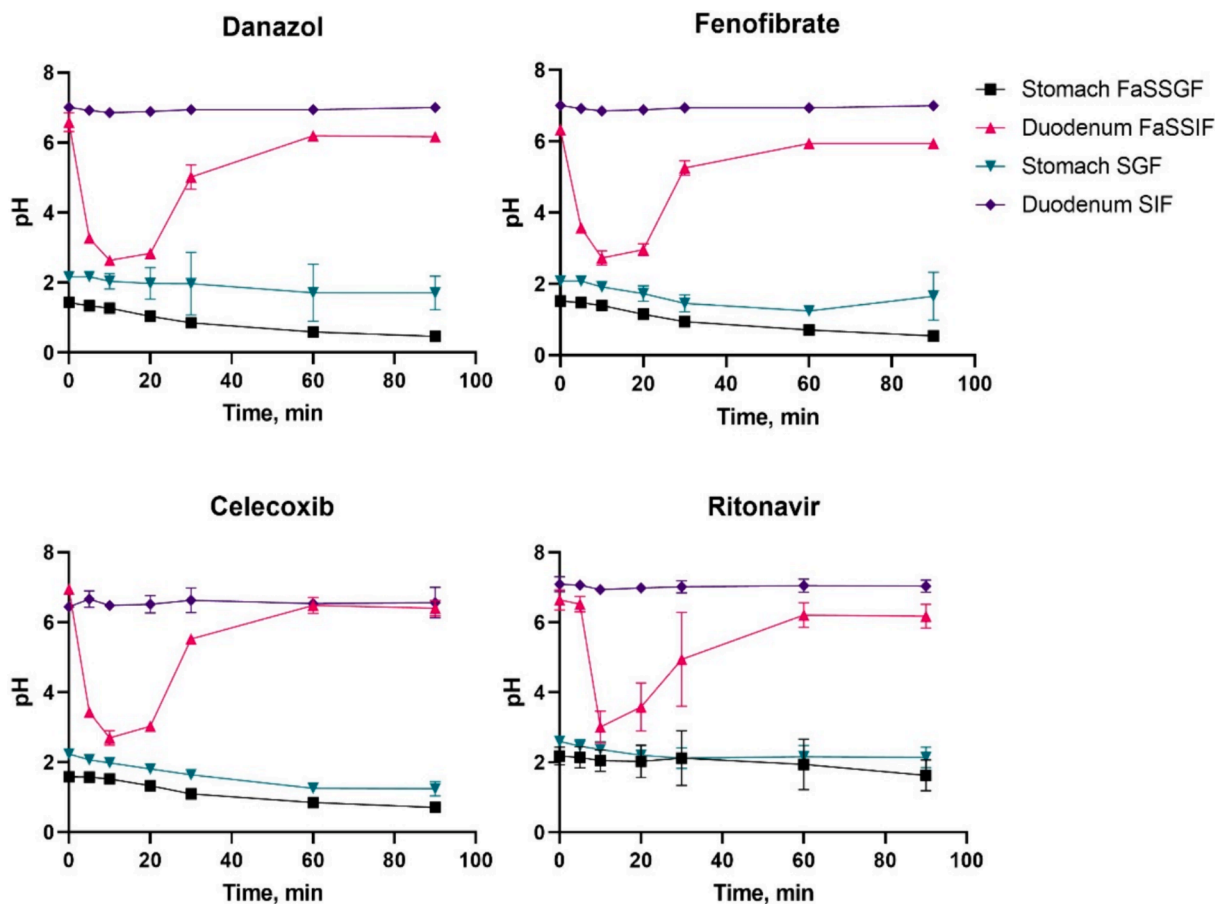 Danazol
8
6
4
2
0
pH
0 20 40 60 80 100
Time, min
Fenofibrate
8
6
4
2
0
pH
0 20 40 60 80 100
Time, min
Stomach FaSSGF
Duodenum FaSSIF
Stomach SGF
Duodenum SIF
Celecoxib
8
6
4
2
0
pH
0 20 40 60 80 100
Time, min
Ritonavir
8
6
4
2
0
pH
0 20 40 60 80 100
Time, min